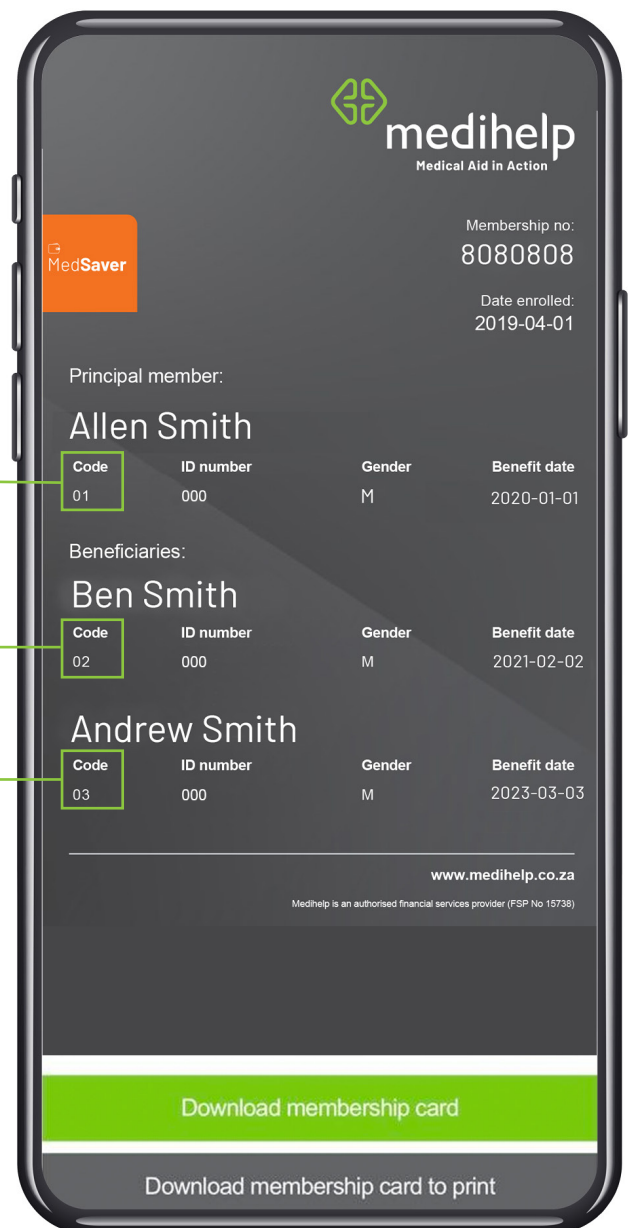 medihelp
Medical Aid in Action
Membership no:
8080808
MedSaver
Date enrolled:
2019-04-01
Principal member:
Allen Smith
Code ID number Gender Benefit date
01 000 M 2020-01-01
Beneficiaries:
Ben Smith
Code ID number Gender Benefit date
02 000 M 2021-02-02
Andrew Smith
Code ID number Gender Benefit date
03 000 M 2023-03-03
www.medihelp.co.za
Medihelp is an authorised financial services provider (FSP No 15738)
Download membership card
Download membership card to print